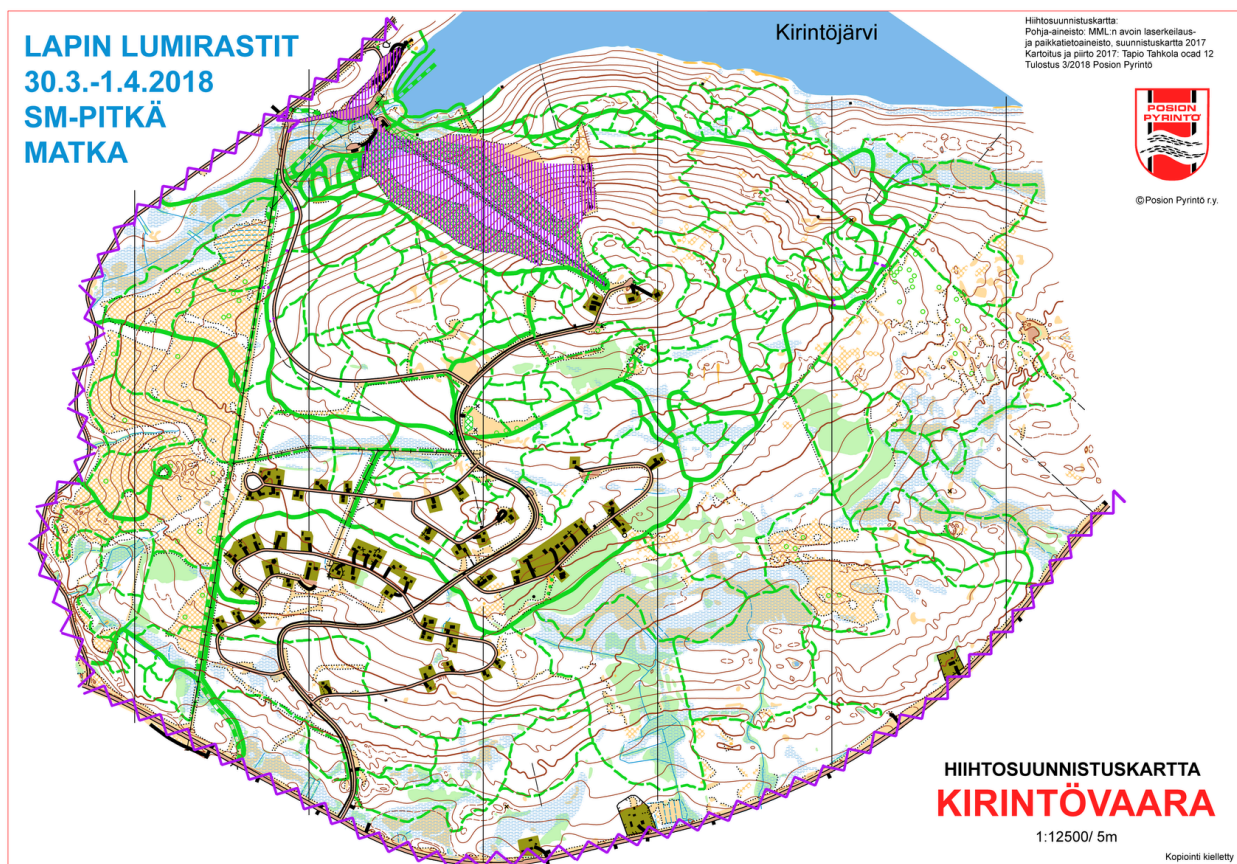 LAPIN LUMIRASTIT
30.3.-1.4.2018
SM-PITKÄ
MATKA
Kirintöjärvi
Hiihtosuunnistuskartta:
Pohja-aineisto: MML:n avoin laserkeilaus-
ja paikkatietoaineisto, suunnistuskartta 2017
Kartoitus ja piirto 2017: Tapio Tahkola ocad 12
Tulostus 3/2018 Posion Pyrintö
POSION
PYRINTÖ
©Posion Pyrintö r.y.
HIIHTOSUUNNISTUSKARTTA
KIRINTÖVAARA
1:12500/ 5m
Kopiointi kielletty